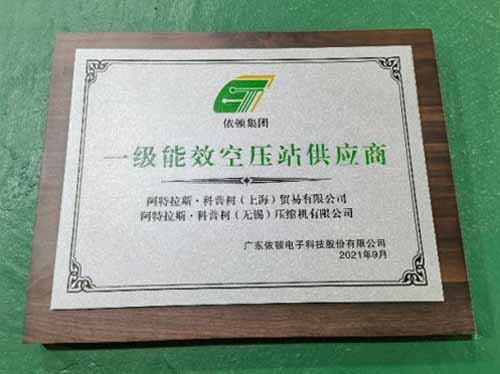 依顿集团
一级能效空压站供应商
阿特拉斯·科普柯（上海）贸易有限公司
阿特拉斯·科普柯（无锡）压缩机有限公司
广东依顿电子科技股份有限公司
2021年9月